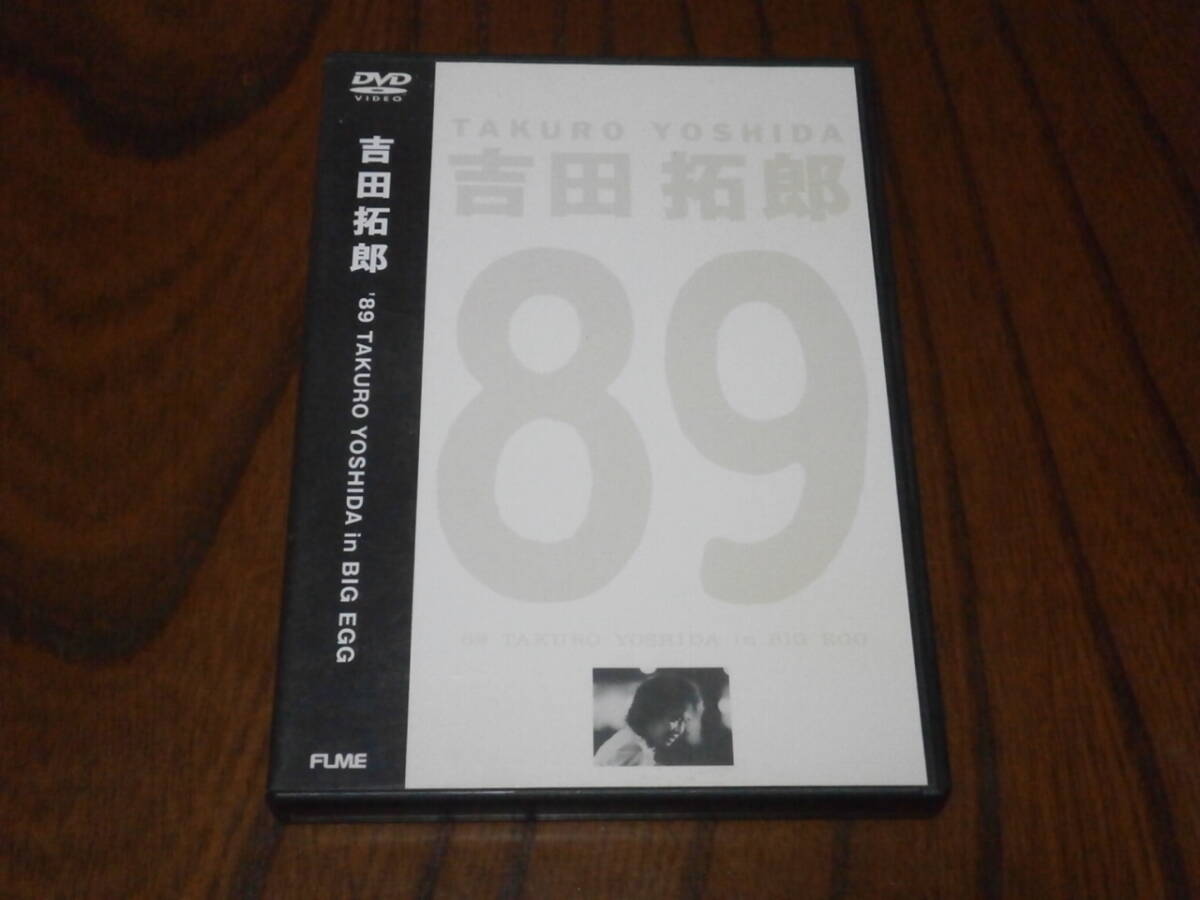 DVD
VIDEO
吉田拓郎 '89 TAKURO YOSHIDA in BIG EGG
FLME
TAKURO YOSHIDA
吉田拓郎
89
89 TAKURO YOSHIDA in BIG EGG